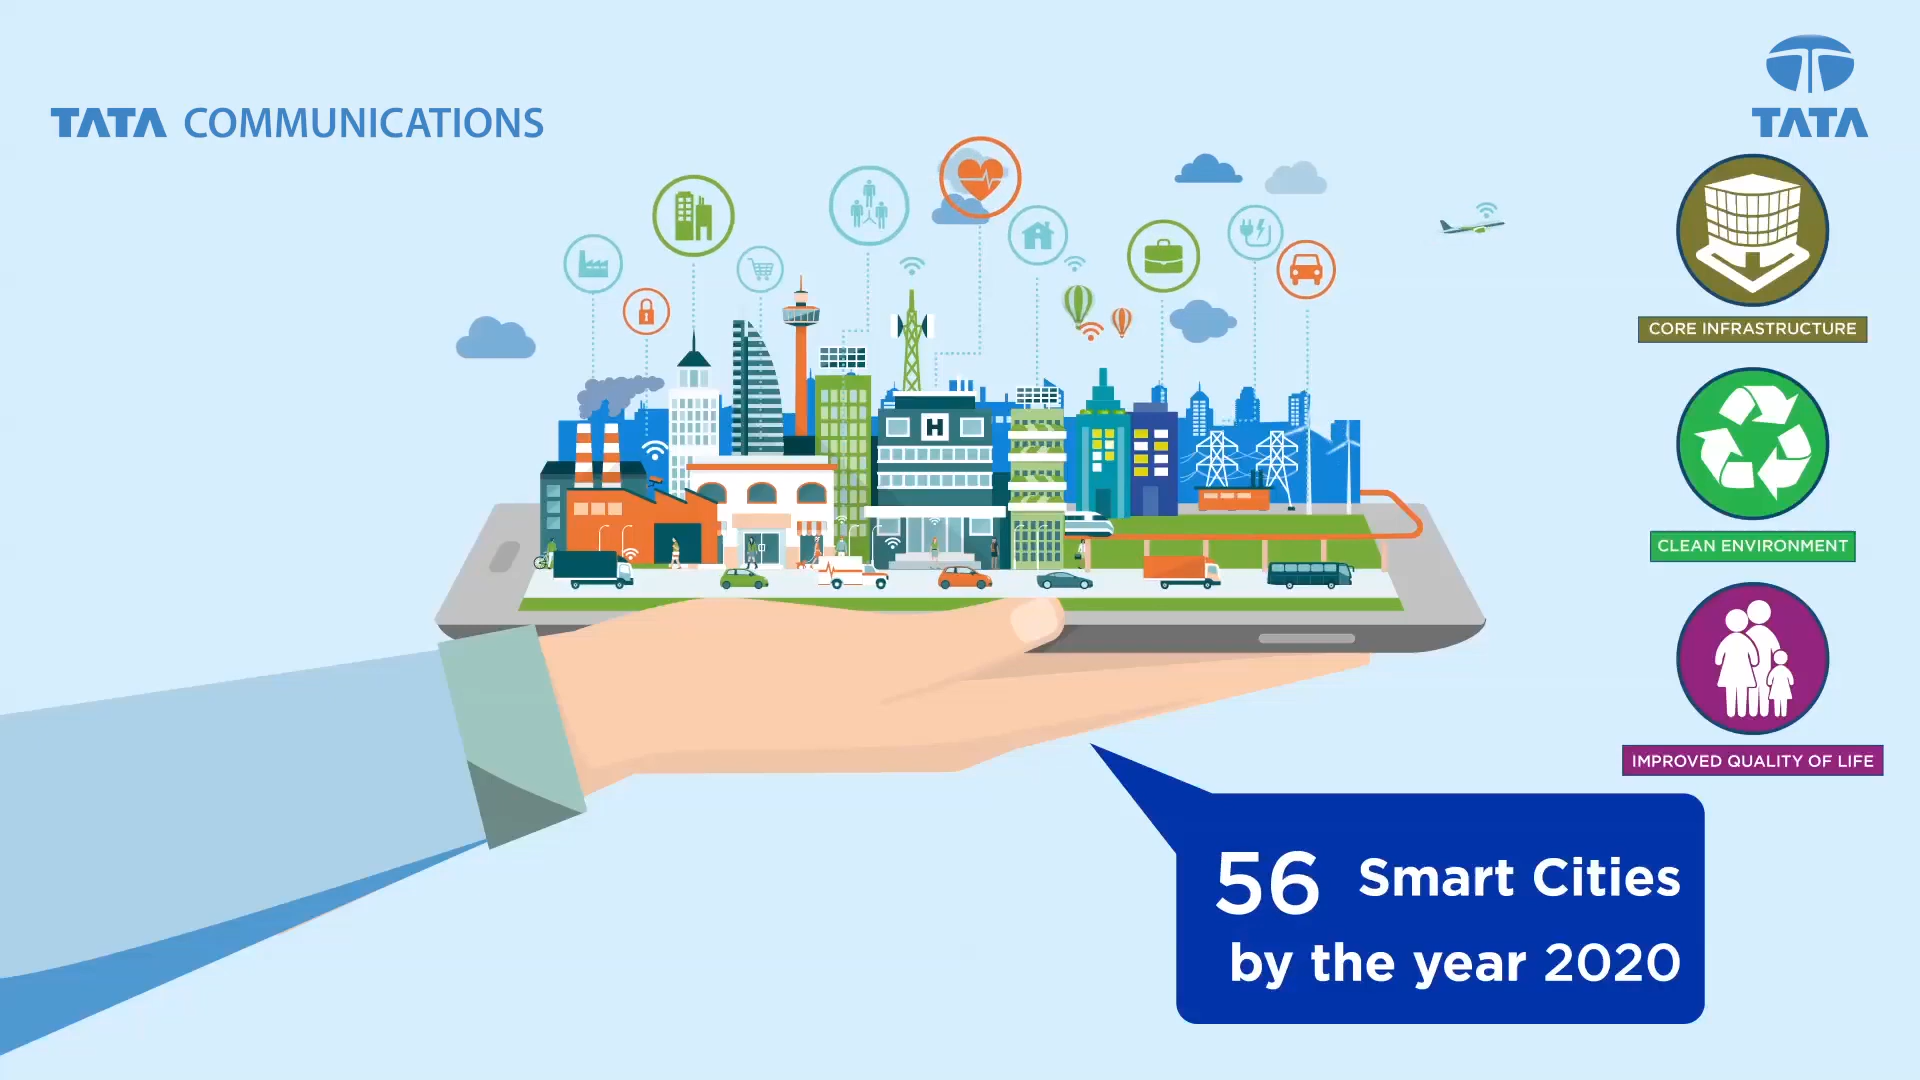 TATA COMMUNICATIONS
TATA
CORE INFRASTRUCTURE
H
CLEAN ENVIRONMENT
IMPROVED QUALITY OF LIFE
56 Smart Cities
by the year 2020